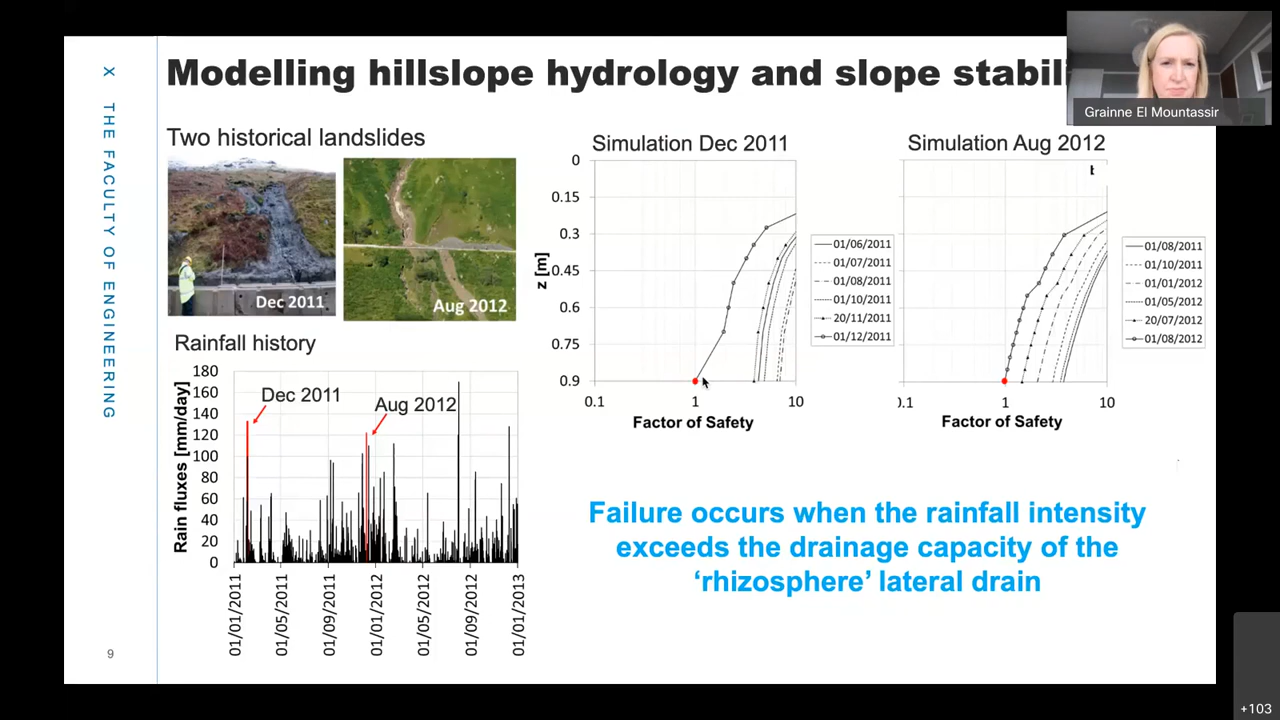 Modelling hillslope hydrology and slope stabil
Grainne El Mountassir
X THE FACULTY OF ENGINEERING
Two historical landslides
Dec 2011
Aug 2012
Rainfall history
Rain fluxes [mm/day]
180
160
140
120
100
80
60
40
20
0
Dec 2011
Aug 2012
01/01/2011
01/05/2011
01/09/2011
01/01/2012
01/05/2012
01/09/2012
01/01/2013
Simulation Dec 2011
z [m]
0
0.15
0.3
0.45
0.6
0.75
0.9
0.1 1 10
Factor of Safety
01/06/2011
01/07/2011
01/08/2011
01/10/2011
20/11/2011
01/12/2011
Simulation Aug 2012
t
0.1 1 10
Factor of Safety
01/08/2011
01/10/2011
01/01/2012
01/05/2012
20/07/2012
01/08/2012
Failure occurs when the rainfall intensity
exceeds the drainage capacity of the
‘rhizosphere’ lateral drain
9
+103